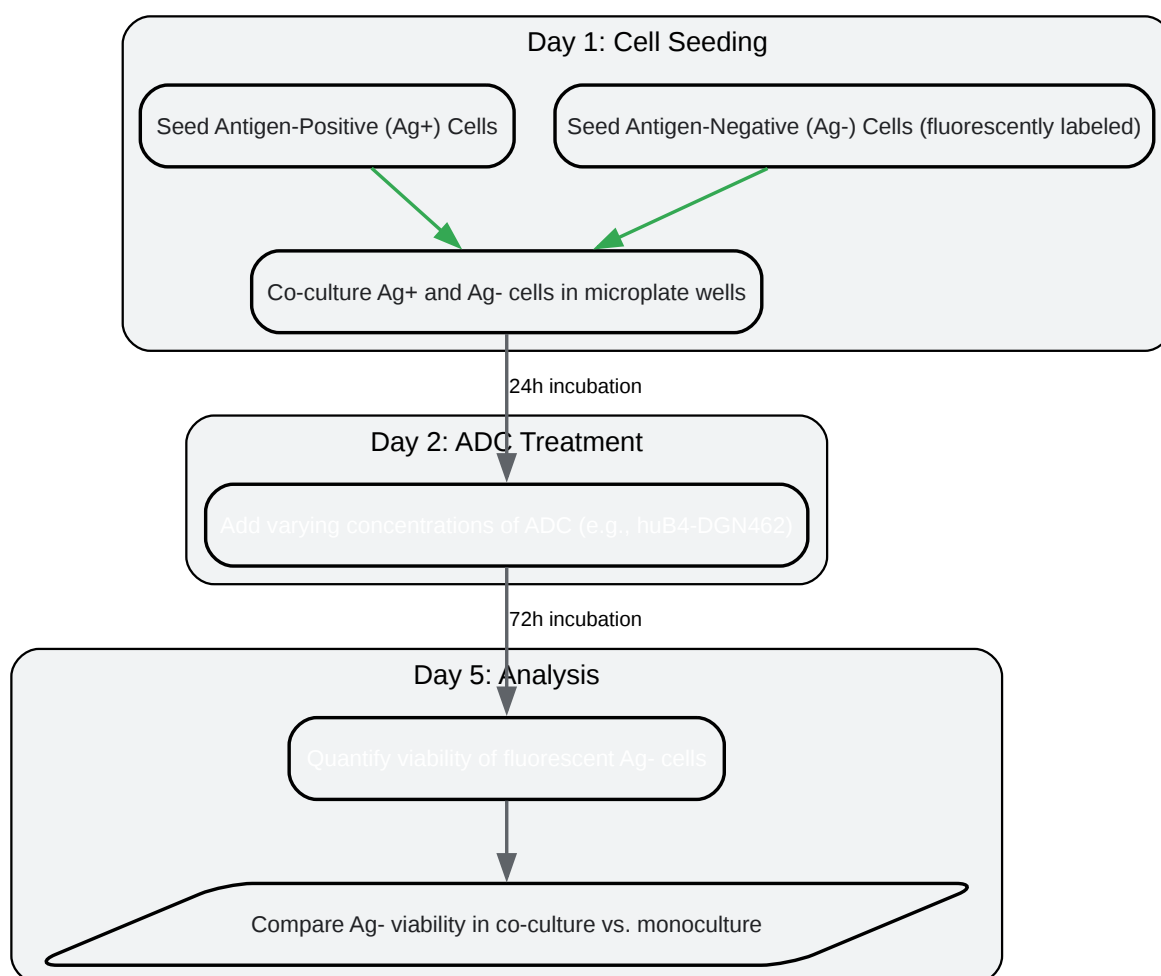 Day 1: Cell Seeding
Seed Antigen-Positive (Ag+) Cells
Seed Antigen-Negative (Ag-) Cells (fluorescently labeled)
Co-culture Ag+ and Ag- cells in microplate wells
24h incubation
Day 2: ADC Treatment
Add varying concentrations of ADC (e.g., huB4-DGN462)
72h incubation
Day 5: Analysis
Quantify viability of fluorescent Ag- cells
Compare Ag- viability in co-culture vs. monoculture